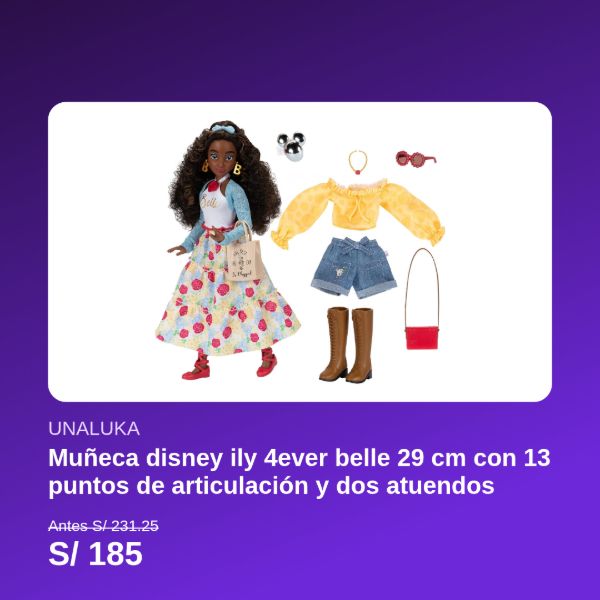 Bell
B
UNALUKA
Muñeca disney ily 4ever belle 29 cm con 13
puntos de articulación y dos atuendos
Antes S/ 231.25
S/ 185